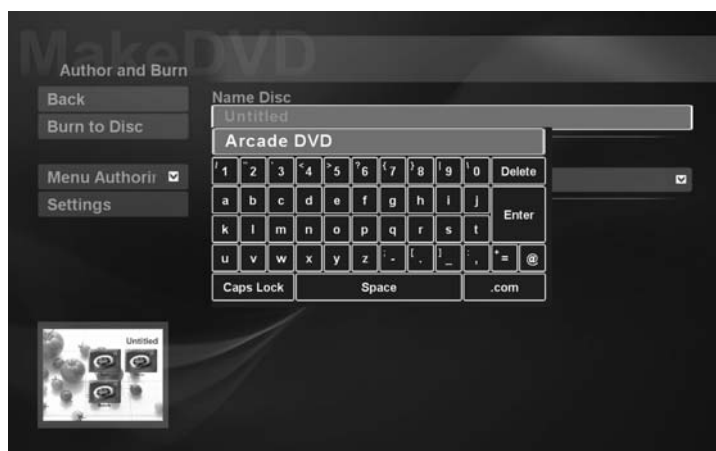 MakeDVD
Author and Burn
Back
Burn to Disc
Menu Authorin
Settings
Name Disc
Untitled
Arcade DVD
1 2 3 4 5 6 7 8 9 0 Delete
a b c d e f g h i j
Enter
k l m n o p q r s t
u v w x y z - . _ , = @
Caps Lock Space .com
Untitled